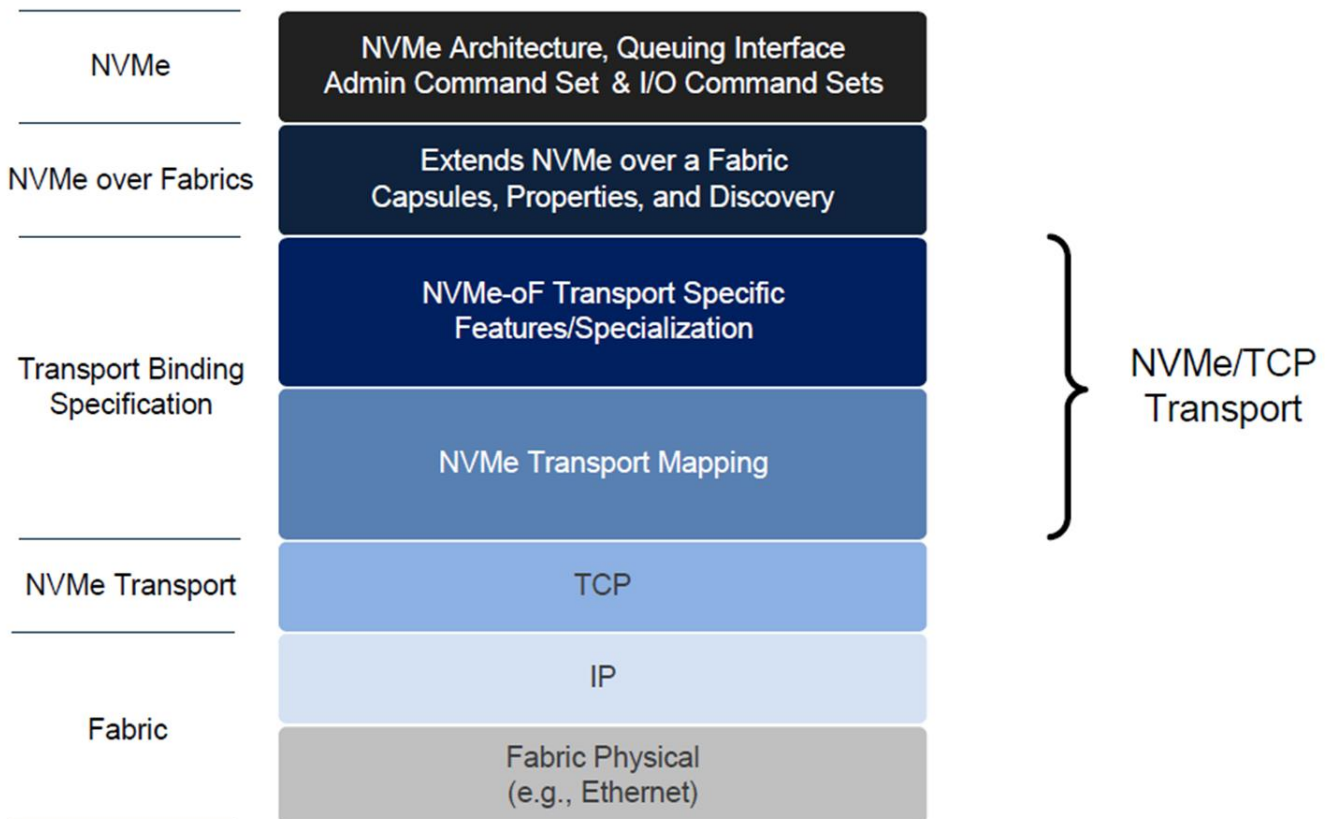 NVMe
NVMe Architecture, Queuing Interface
Admin Command Set & I/O Command Sets
NVMe over Fabrics
Extends NVMe over a Fabric
Capsules, Properties, and Discovery
Transport Binding
Specification
NVMe-oF Transport Specific
Features/Specialization
NVMe Transport Mapping
NVMe/TCP
Transport
NVMe Transport
TCP
Fabric
IP
Fabric Physical
(e.g., Ethernet)